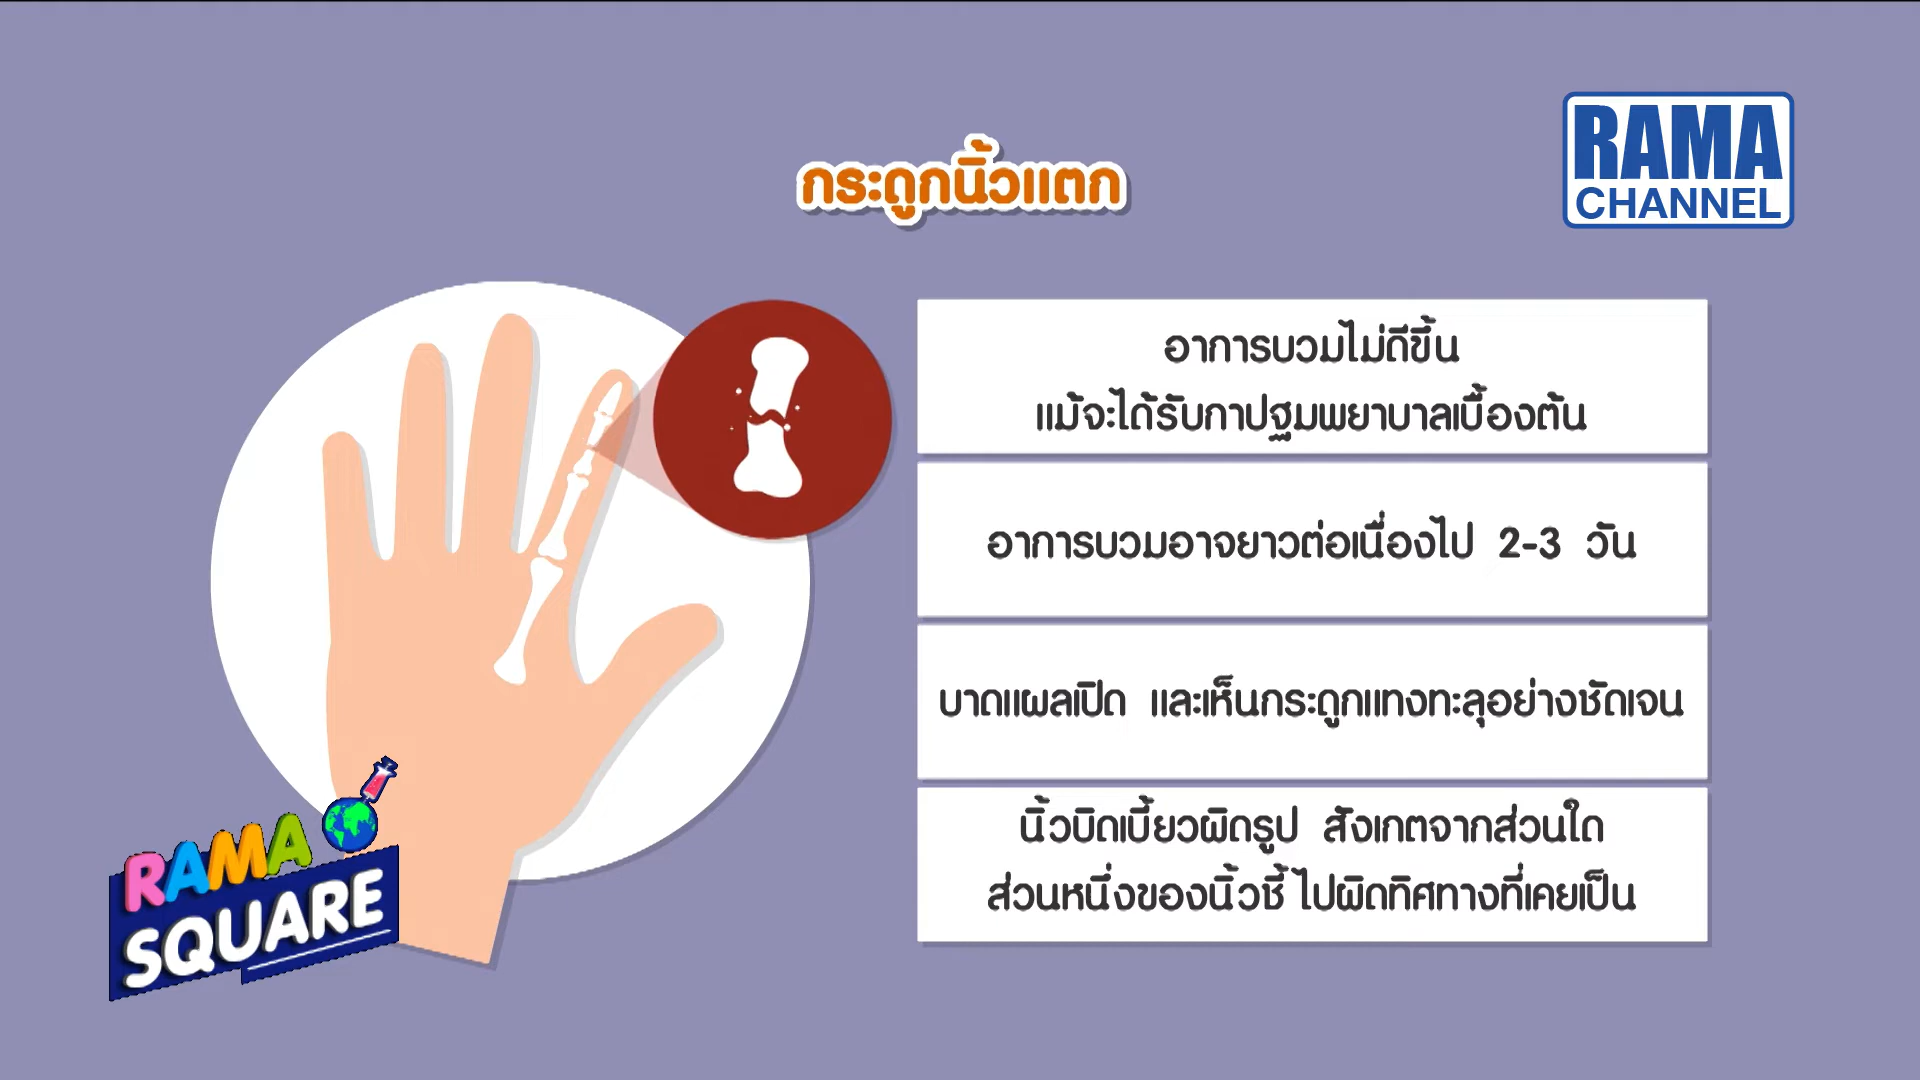 RAMA
CHANNEL
กระดูกนิ้วแตก
อาการบวมไม่ดีขึ้น
แม้จะได้รับกาปฐมพยาบาลเบื้องต้น
อาการบวมอาจยาวต่อเนื่องไป 2-3 วัน
บาดแผลเปิด และเห็นกระดูกแทงทะลุอย่างชัดเจน
นิ้วบิดเบี้ยวผิดรูป สังเกตจากส่วนใด
ส่วนหนึ่งของนิ้วชี้ ไปผิดทิศทางที่เคยเป็น
RAMA
SQUARE